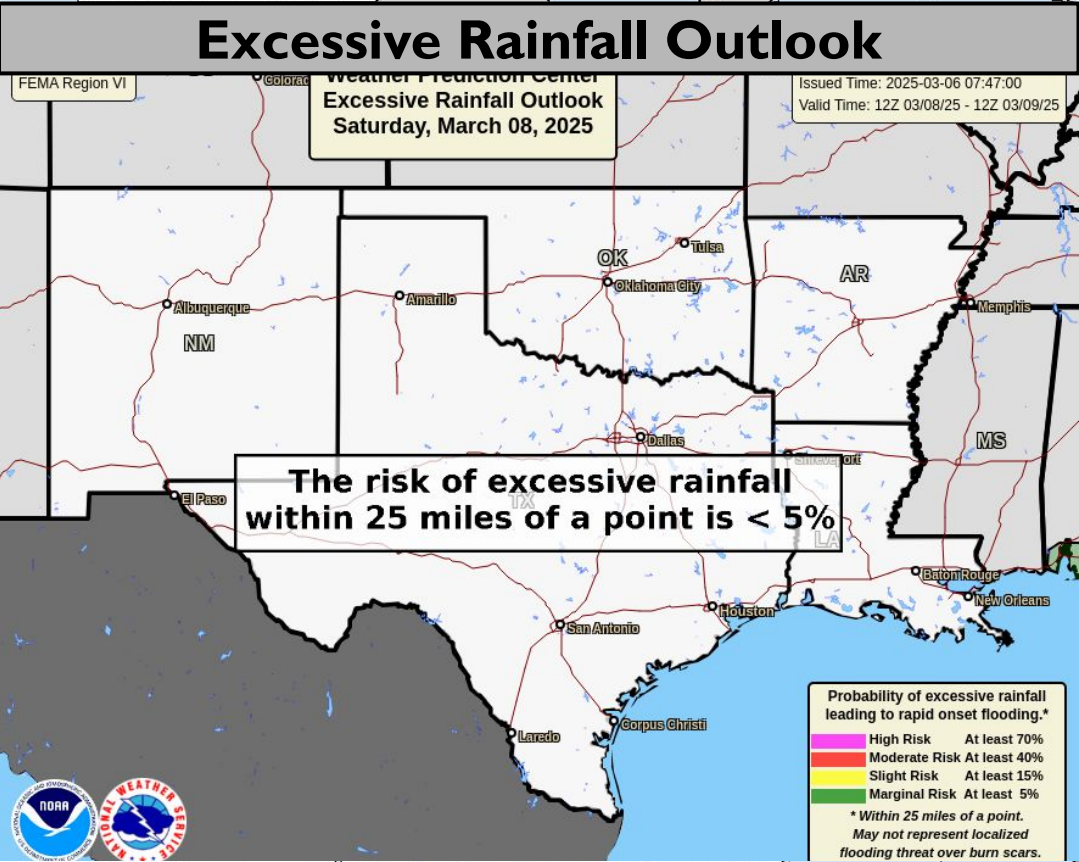 Excessive Rainfall Outlook
FEMA Region VI
Weather Prediction Center
Excessive Rainfall Outlook
Saturday, March 08, 2025
Issued Time: 2025-03-06 07:47:00
Valid Time: 12Z 03/08/25 - 12Z 03/09/25
Colorad
Tulsa
OK
Oklahoma City
AR
Amarillo
Albuquerque
Memphis
NM
Dallas
MS
Shreveport
The risk of excessive rainfall
within 25 miles of a point is < 5%
El Paso
TX
LA
Baton Rouge
New Orleans
Houston
San Antonio
Corpus Christi
Laredo
Probability of excessive rainfall
leading to rapid onset flooding.*
High Risk At least 70%
Moderate Risk At least 40%
Slight Risk At least 15%
Marginal Risk At least 5%
* Within 25 miles of a point.
May not represent localized
flooding threat over burn scars.
NOAA
NATIONAL WEATHER SERVICE